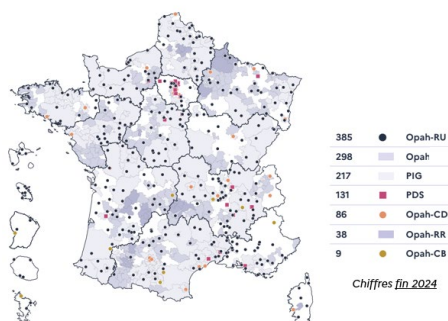 385 Opah-RU
298 Opah
217 PIG
131 PDS
86 Opah-CD
38 Opah-RR
9 Opah-CB
Chiffres fin 2024